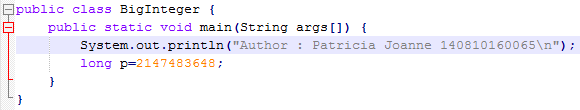 public class BigInteger {
public static void main(String args[]) {
System.out.println("Author : Patricia Joanne 140810160065\n");
long p=2147483648;
}
}